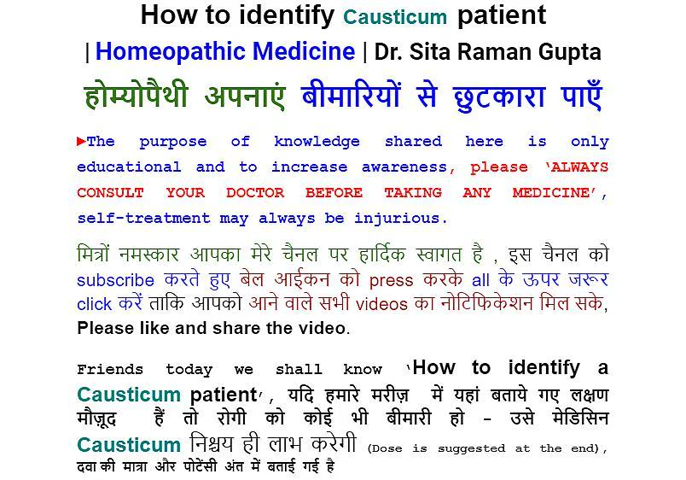 How to identify Causticum patient
| Homeopathic Medicine | Dr. Sita Raman Gupta
होम्योपैथी अपनाएं बीमारियों से छुटकारा पाएँ
►The purpose of knowledge shared here is only
educational and to increase awareness, please ‘ALWAYS
CONSULT YOUR DOCTOR BEFORE TAKING ANY MEDICINE’,
self-treatment may always be injurious.
मित्रों नमस्कार आपका मेरे चैनल पर हार्दिक स्वागत है , इस चैनल को
subscribe करते हुए बेल आईकन को press करके all के ऊपर जरूर
click करें ताकि आपको आने वाले सभी videos का नोटिफिकेशन मिल सके,
Please like and share the video.
Friends today we shall know ‘How to identify a
Causticum patient’, यदि हमारे मरीज़ में यहां बताये गए लक्षण
मौज़ूद हैं तो रोगी को कोई भी बीमारी हो – उसे मेडिसिन
Causticum निश्चय ही लाभ करेगी (Dose is suggested at the end),
दवा की मात्रा और पोटेंसी अंत में बताई गई है